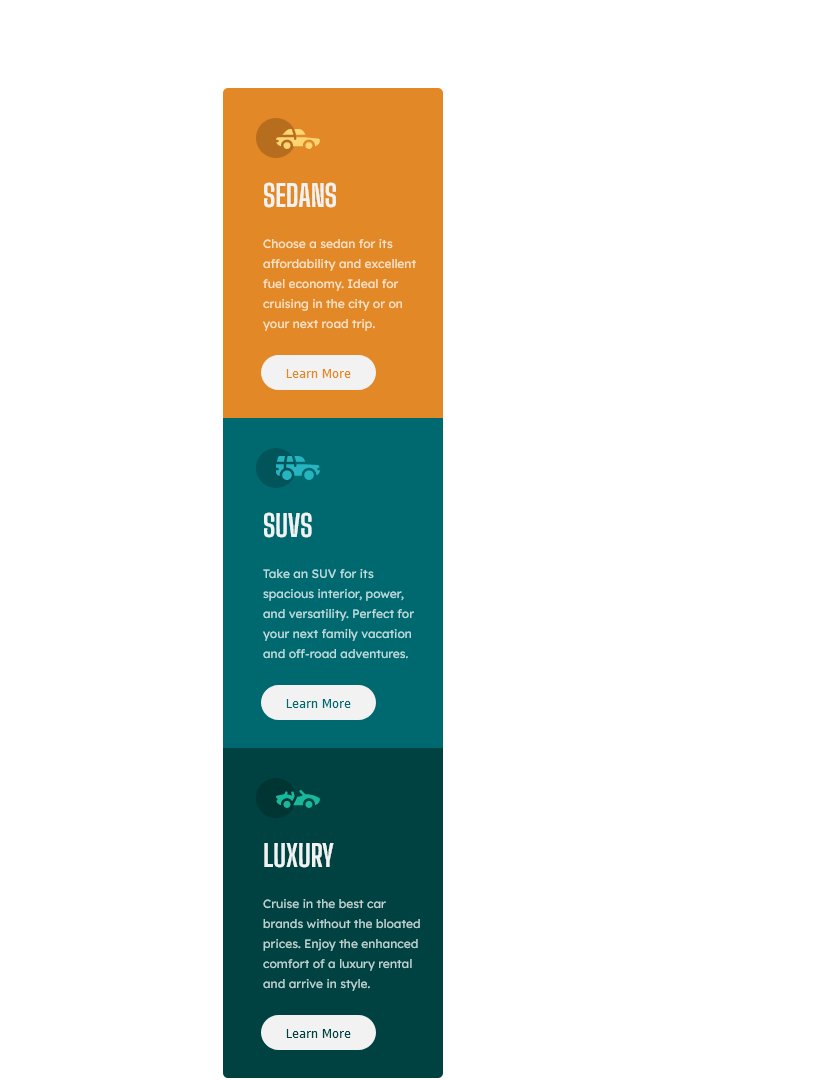 SEDANS
Choose a sedan for its
affordability and excellent
fuel economy. Ideal for
cruising in the city or on
your next road trip.
Learn More
SUVS
Take an SUV for its
spacious interior, power,
and versatility. Perfect for
your next family vacation
and off-road adventures.
Learn More
LUXURY
Cruise in the best car
brands without the bloated
prices. Enjoy the enhanced
comfort of a luxury rental
and arrive in style.
Learn More